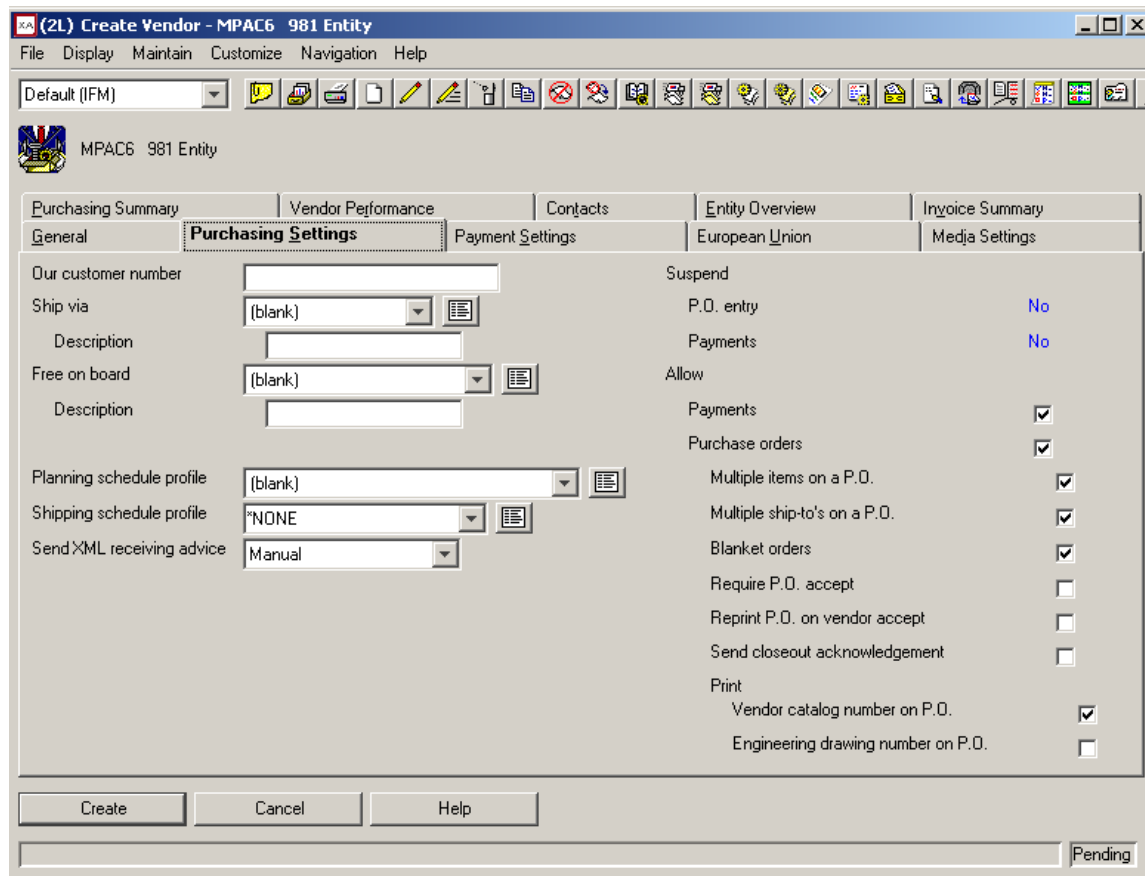 XA (2L) Create Vendor - MPAC6 981 Entity
File Display Maintain Customize Navigation Help
Default (IFM)
MPAC6 981 Entity
Purchasing Summary Vendor Performance Contacts Entity Overview Invoice Summary
General Purchasing Settings Payment Settings European Union Media Settings
Our customer number Suspend
Ship via (blank) P.O. entry No
Description Payments No
Free on board (blank) Allow
Description Payments
Purchase orders
Planning schedule profile (blank) Multiple items on a P.O.
Shipping schedule profile *NONE Multiple ship-to's on a P.O.
Send XML receiving advice Manual Blanket orders
Require P.O. accept
Reprint P.O. on vendor accept
Send closeout acknowledgement
Print
Vendor catalog number on P.O.
Engineering drawing number on P.O.
Create Cancel Help
Pending